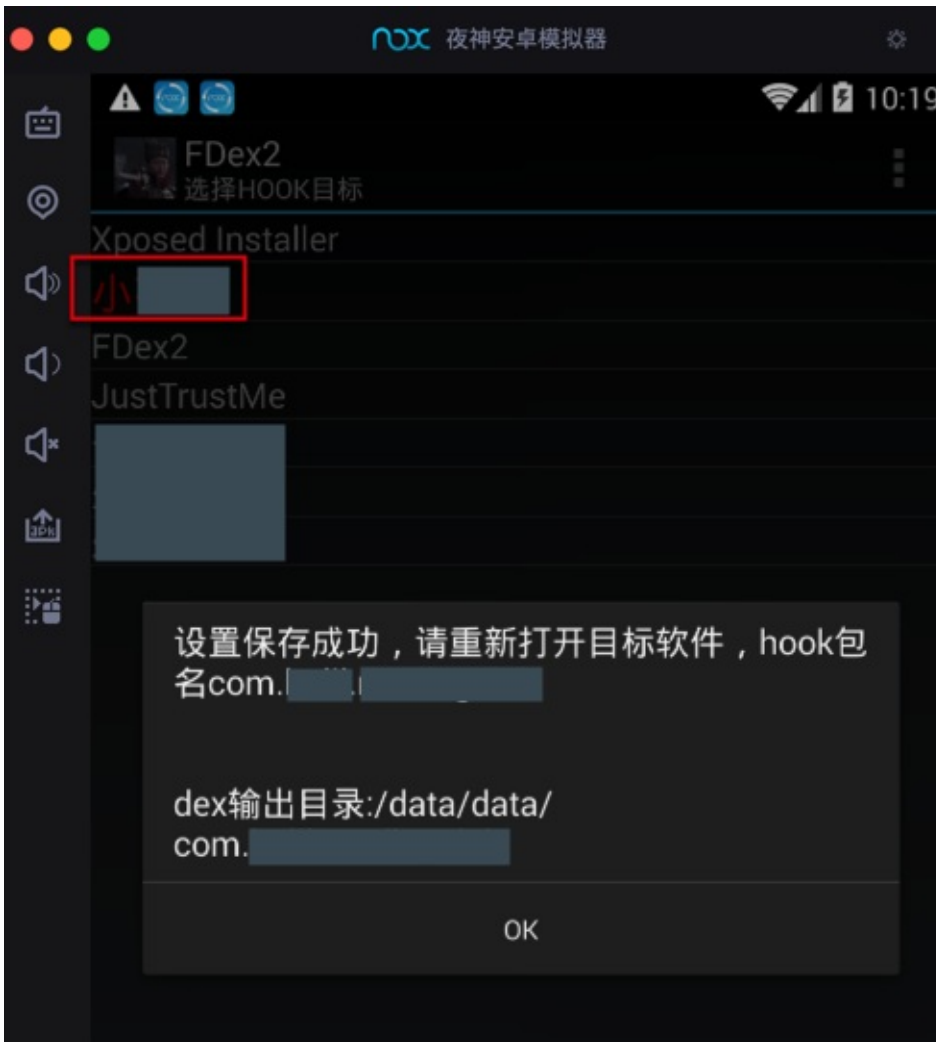 nox 夜神安卓模拟器
10:19
FDex2
选择HOOK目标
Xposed Installer
小
FDex2
JustTrustMe
设置保存成功，请重新打开目标软件，hook包
名com.
dex输出目录:/data/data/
com.
OK